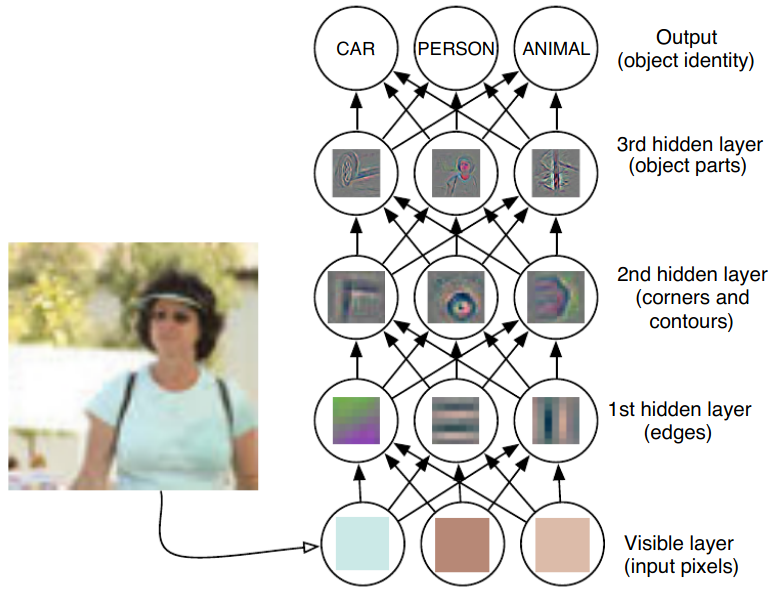 CAR
PERSON
ANIMAL
Output
(object identity)
3rd hidden layer
(object parts)
2nd hidden layer
(corners and
contours)
1st hidden layer
(edges)
Visible layer
(input pixels)